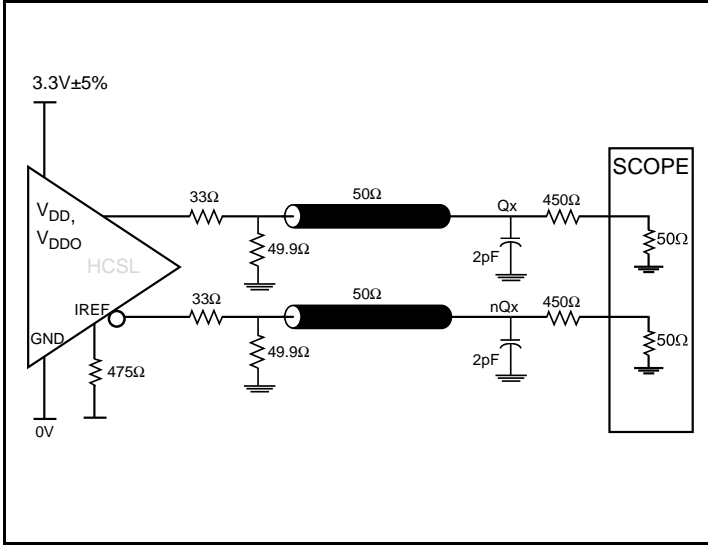 3.3V±5%
SCOPE
33Ω
50Ω
Qx
450Ω
VDD,
VDDO
49.9Ω
2pF
50Ω
HCSL
IREF
33Ω
50Ω
nQx
450Ω
GND
49.9Ω
2pF
50Ω
475Ω
0V